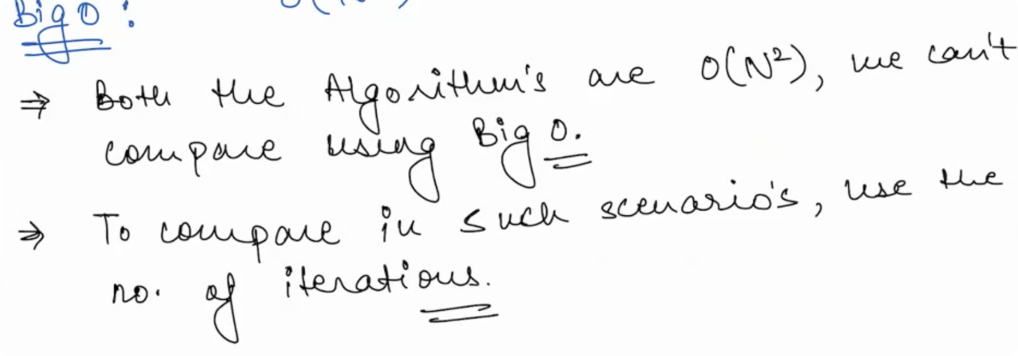 Big O :
⇒ Both the Algorithm's are O(N²), we can't
compare using Big O.
⇒ To compare in such scenario's, use the
no. of iterations.